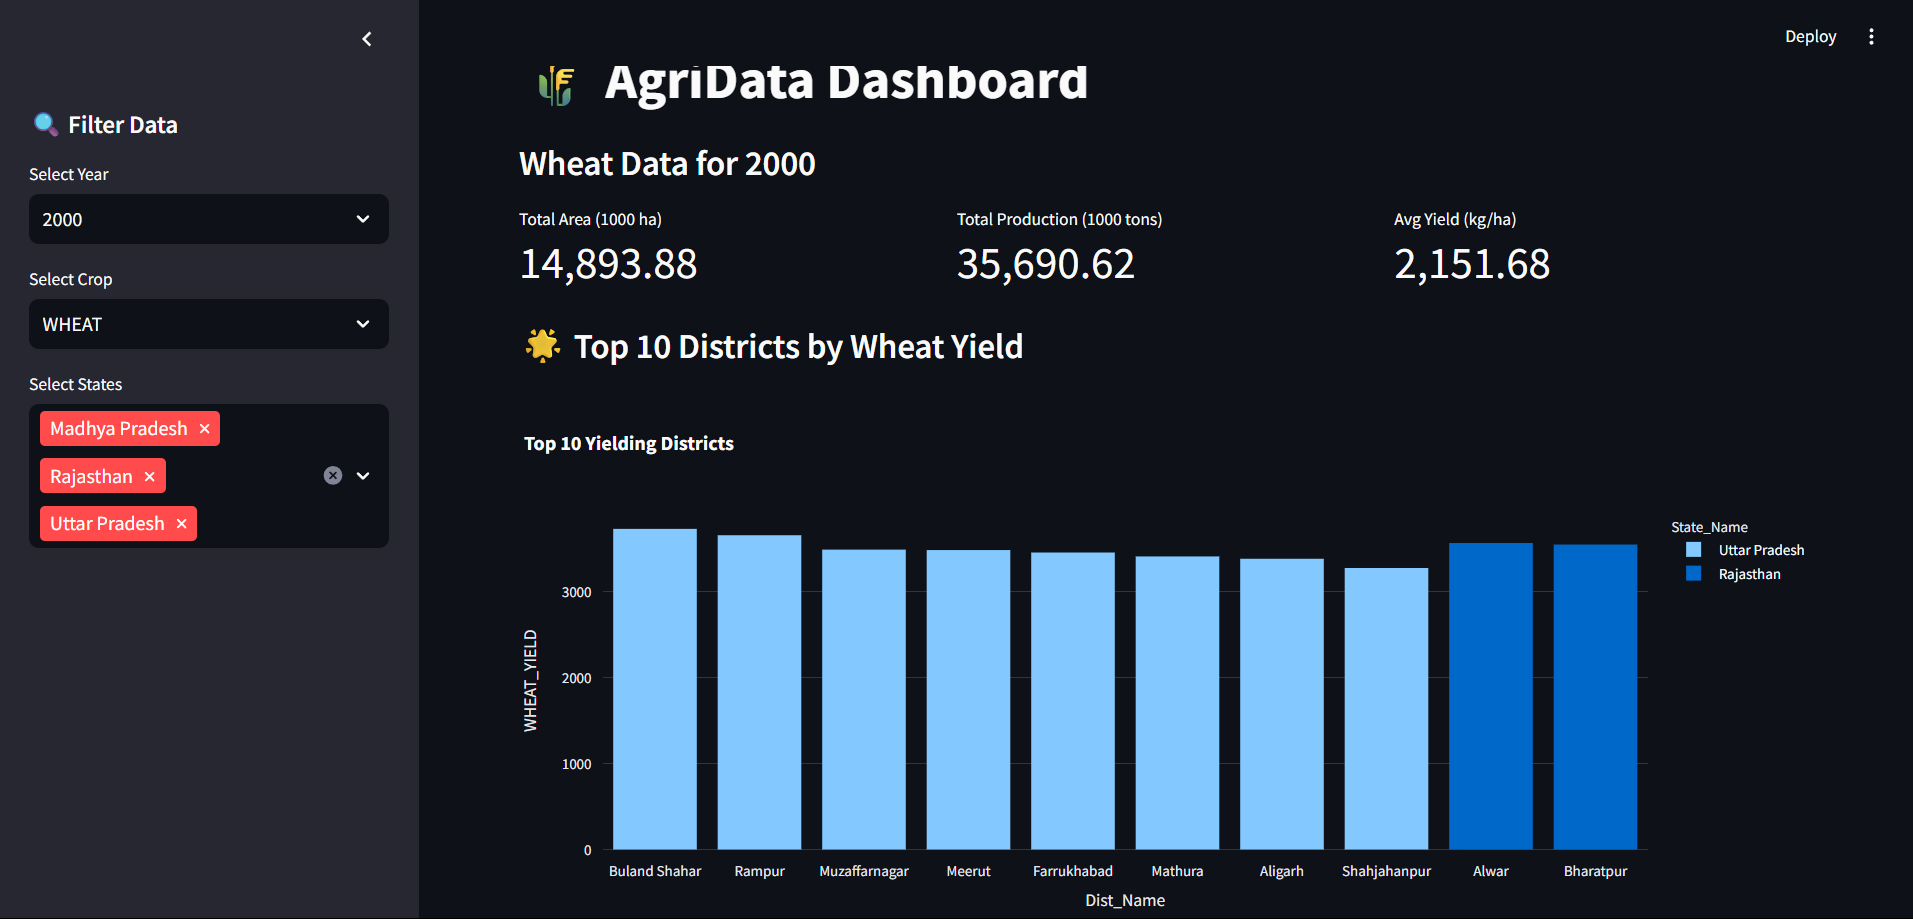 Deploy
AgriData Dashboard
Filter Data
Select Year
2000
Select Crop
WHEAT
Select States
Madhya Pradesh
Rajasthan
Uttar Pradesh
Wheat Data for 2000
Total Area (1000 ha)
14,893.88
Total Production (1000 tons)
35,690.62
Avg Yield (kg/ha)
2,151.68
Top 10 Districts by Wheat Yield
Top 10 Yielding Districts
State_Name
Uttar Pradesh
Rajasthan
WHEAT_YIELD
3000
2000
1000
0
Buland Shahar Rampur Muzaffarnagar Meerut Farrukhabad Mathura Aligarh Shahjahanpur Alwar Bharatpur
Dist_Name